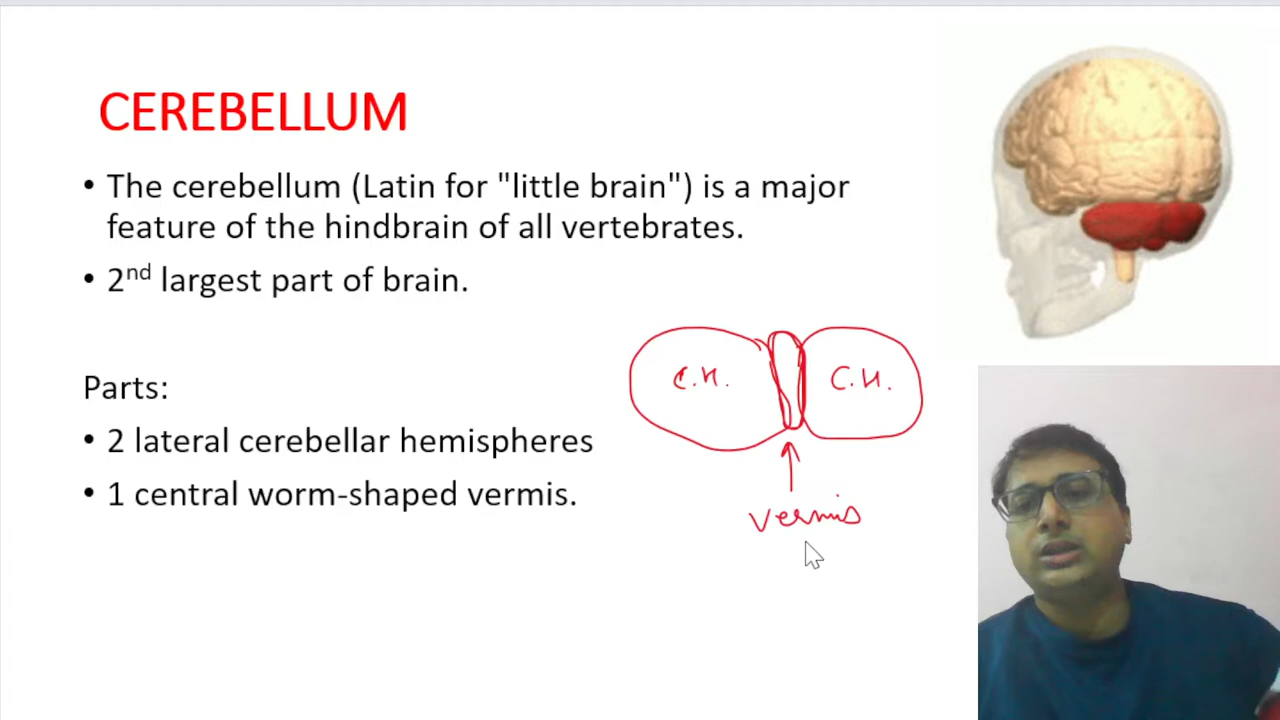 CEREBELLUM
• The cerebellum (Latin for "little brain") is a major
feature of the hindbrain of all vertebrates.
• 2nd largest part of brain.
Parts:
• 2 lateral cerebellar hemispheres
• 1 central worm-shaped vermis.
C.H.
C.H.
vermis